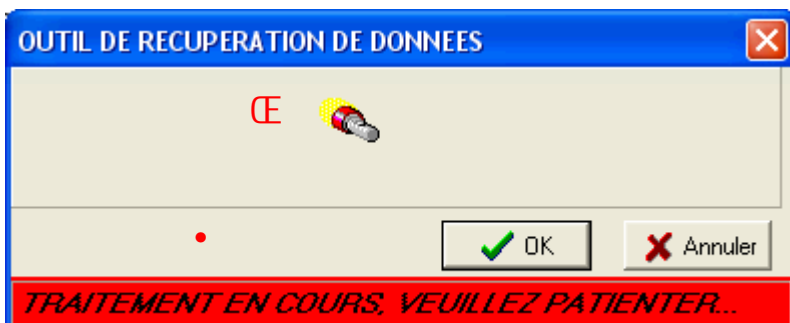 OUTIL DE RECUPERATION DE DONNEES
Œ
• OK Annuler
TRAITEMENT EN COURS, VEUILLEZ PATIENTER...